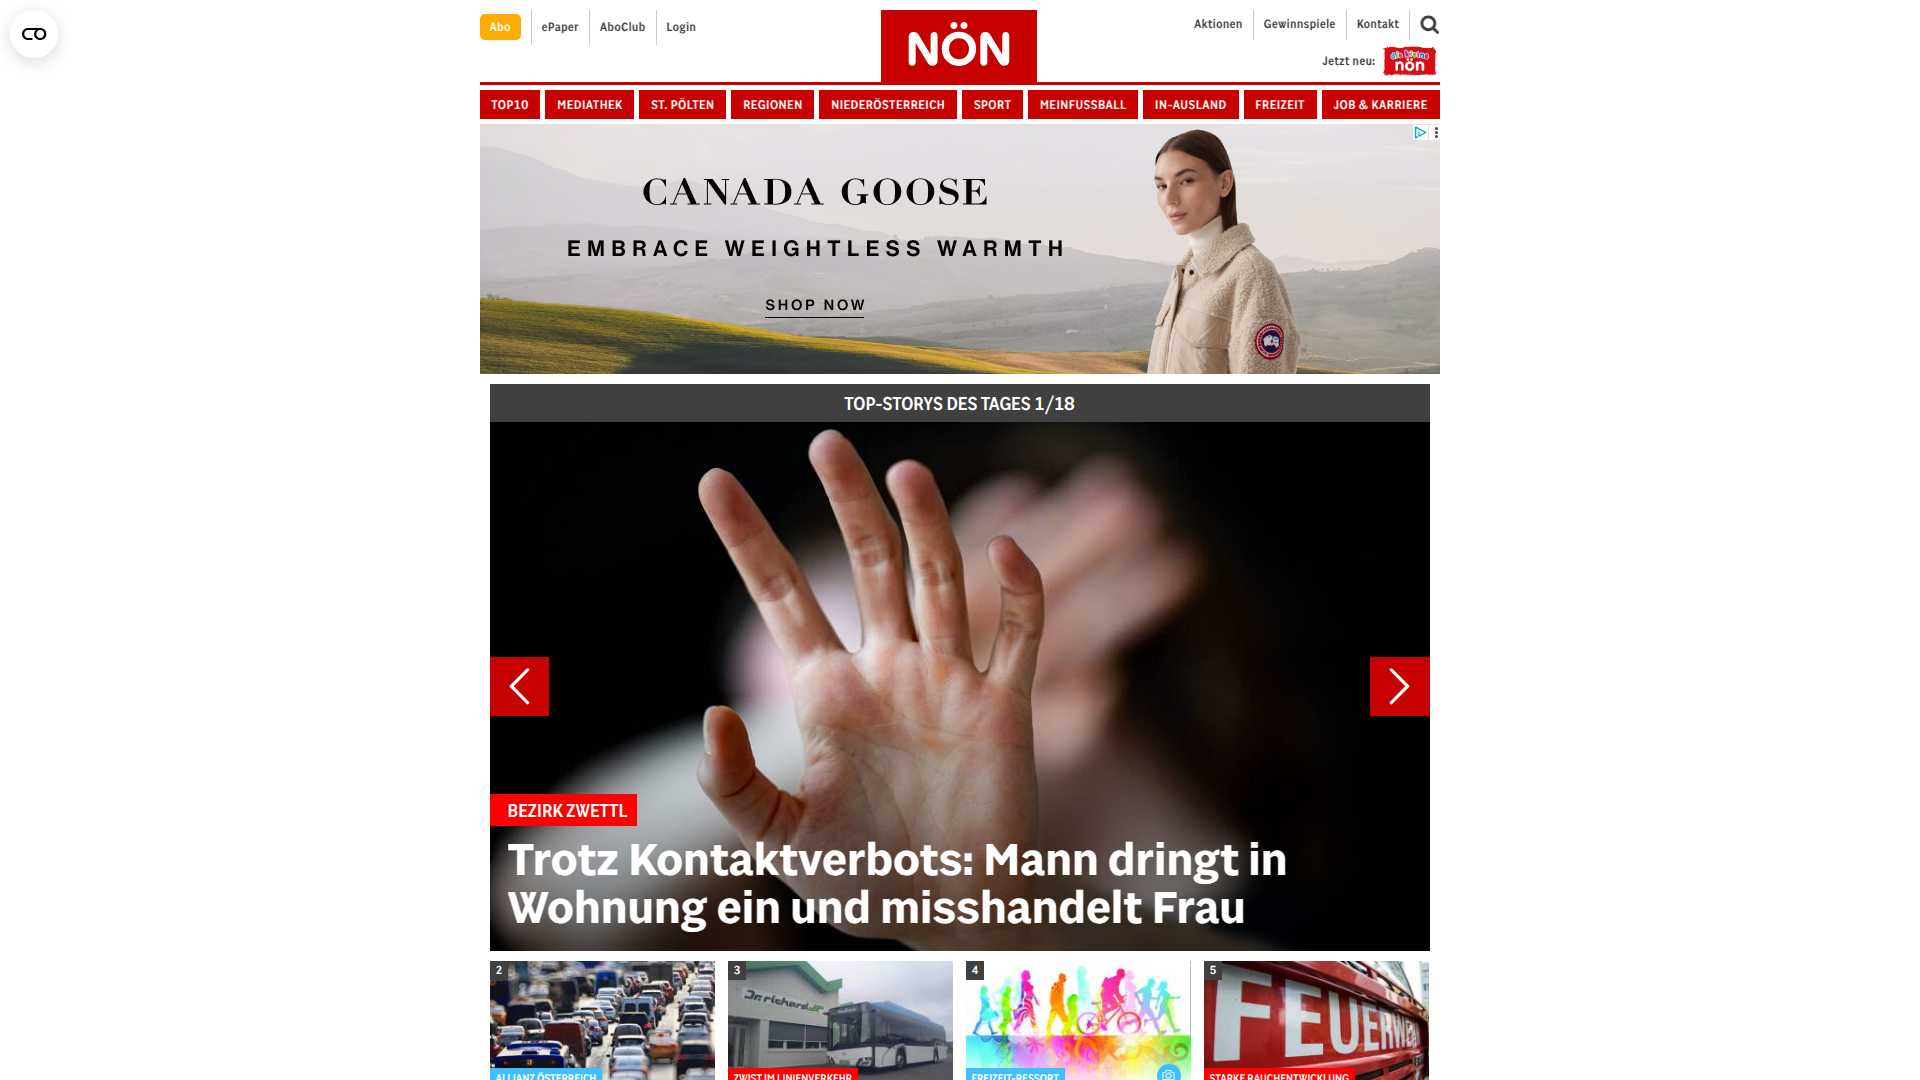 Abo
ePaper
AboClub
Login
NÖN
Aktionen
Gewinnspiele
Kontakt
Jetzt neu:
die kleine
nön
TOP10
MEDIATHEK
ST. PÖLTEN
REGIONEN
NIEDERÖSTERREICH
SPORT
MEINFUSSBALL
IN-AUSLAND
FREIZEIT
JOB & KARRIERE
CANADA GOOSE
EMBRACE WEIGHTLESS WARMTH
SHOP NOW
TOP-STORYS DES TAGES 1/18
BEZIRK ZWETTL
Trotz Kontaktverbots: Mann dringt in
Wohnung ein und misshandelt Frau
2
3
4
5
Dr. richard
FEUERWEHR
ALLIANZ ÖSTERREICH
ZWIST IM LINIENVERKEHR
FREIZEIT-RESSORT
STARKE RAUCHENTWICKLUNG